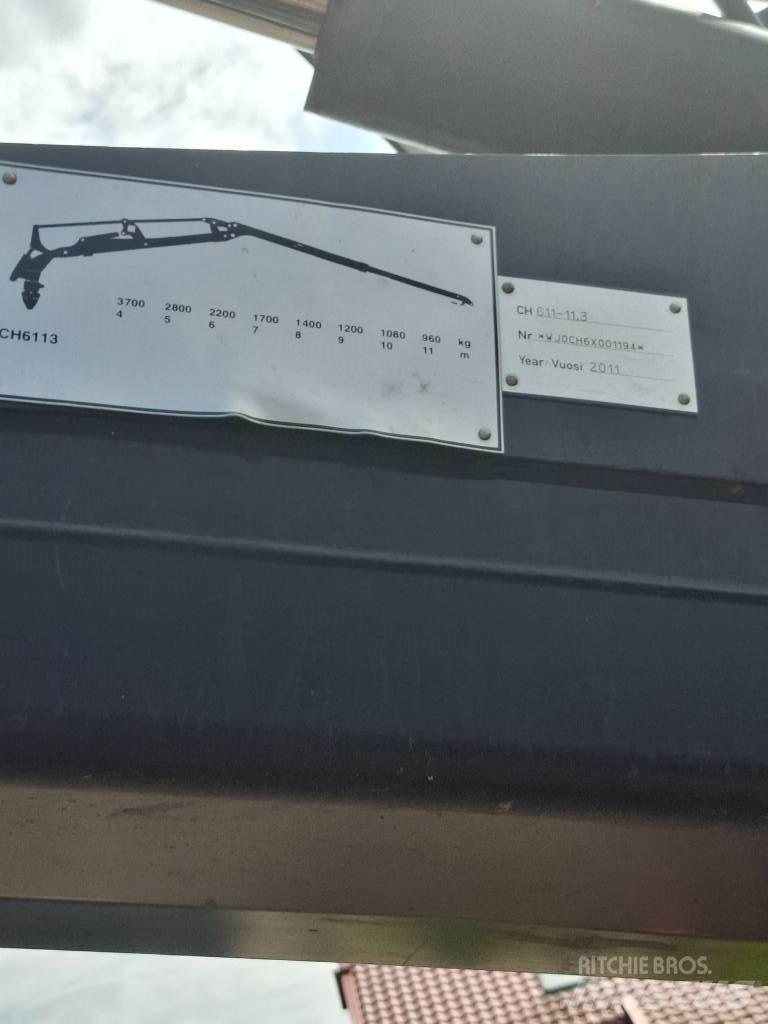 3700 2800 2200 1700 1400 1200 1080 960 kg
4 5 6 7 8 9 10 11 m
CH6113
CH 611-11.3
Nr *WJ0CH6X001194*
Year/Vuosi 2011
RITCHIE BROS.